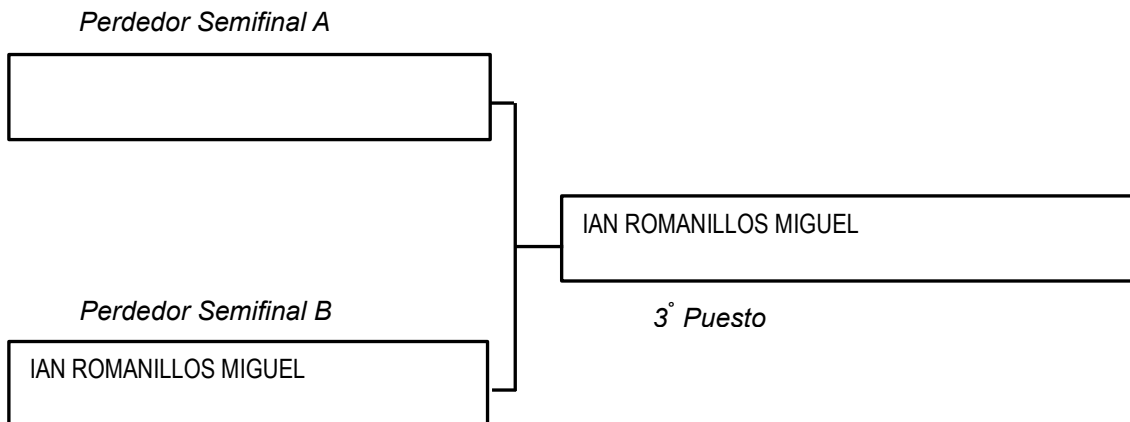 Perdedor Semifinal A
IAN ROMANILLOS MIGUEL
Perdedor Semifinal B
3° Puesto
IAN ROMANILLOS MIGUEL